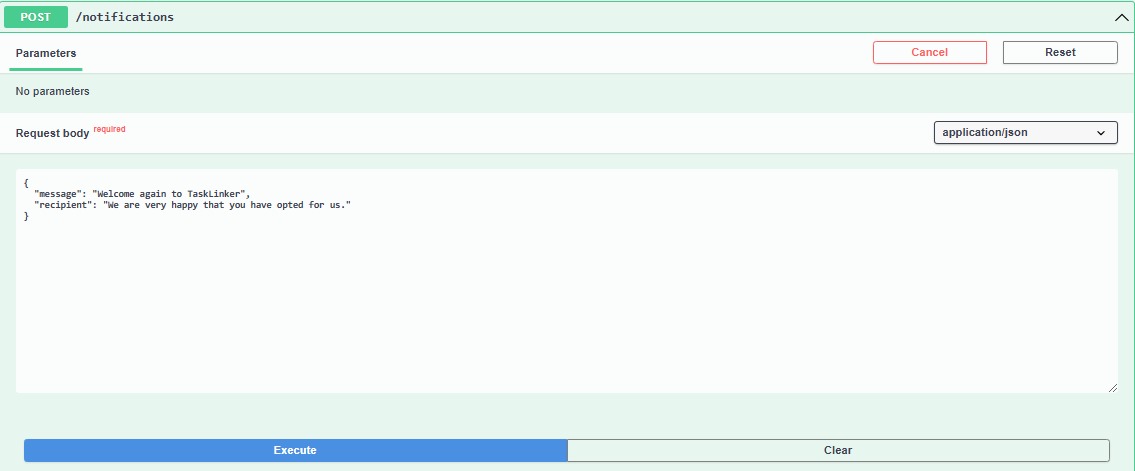 POST /notifications
Parameters
Cancel
Reset
No parameters
Request body required
application/json
{
  "message": "Welcome again to TaskLinker",
  "recipient": "We are very happy that you have opted for us."
}
Execute
Clear